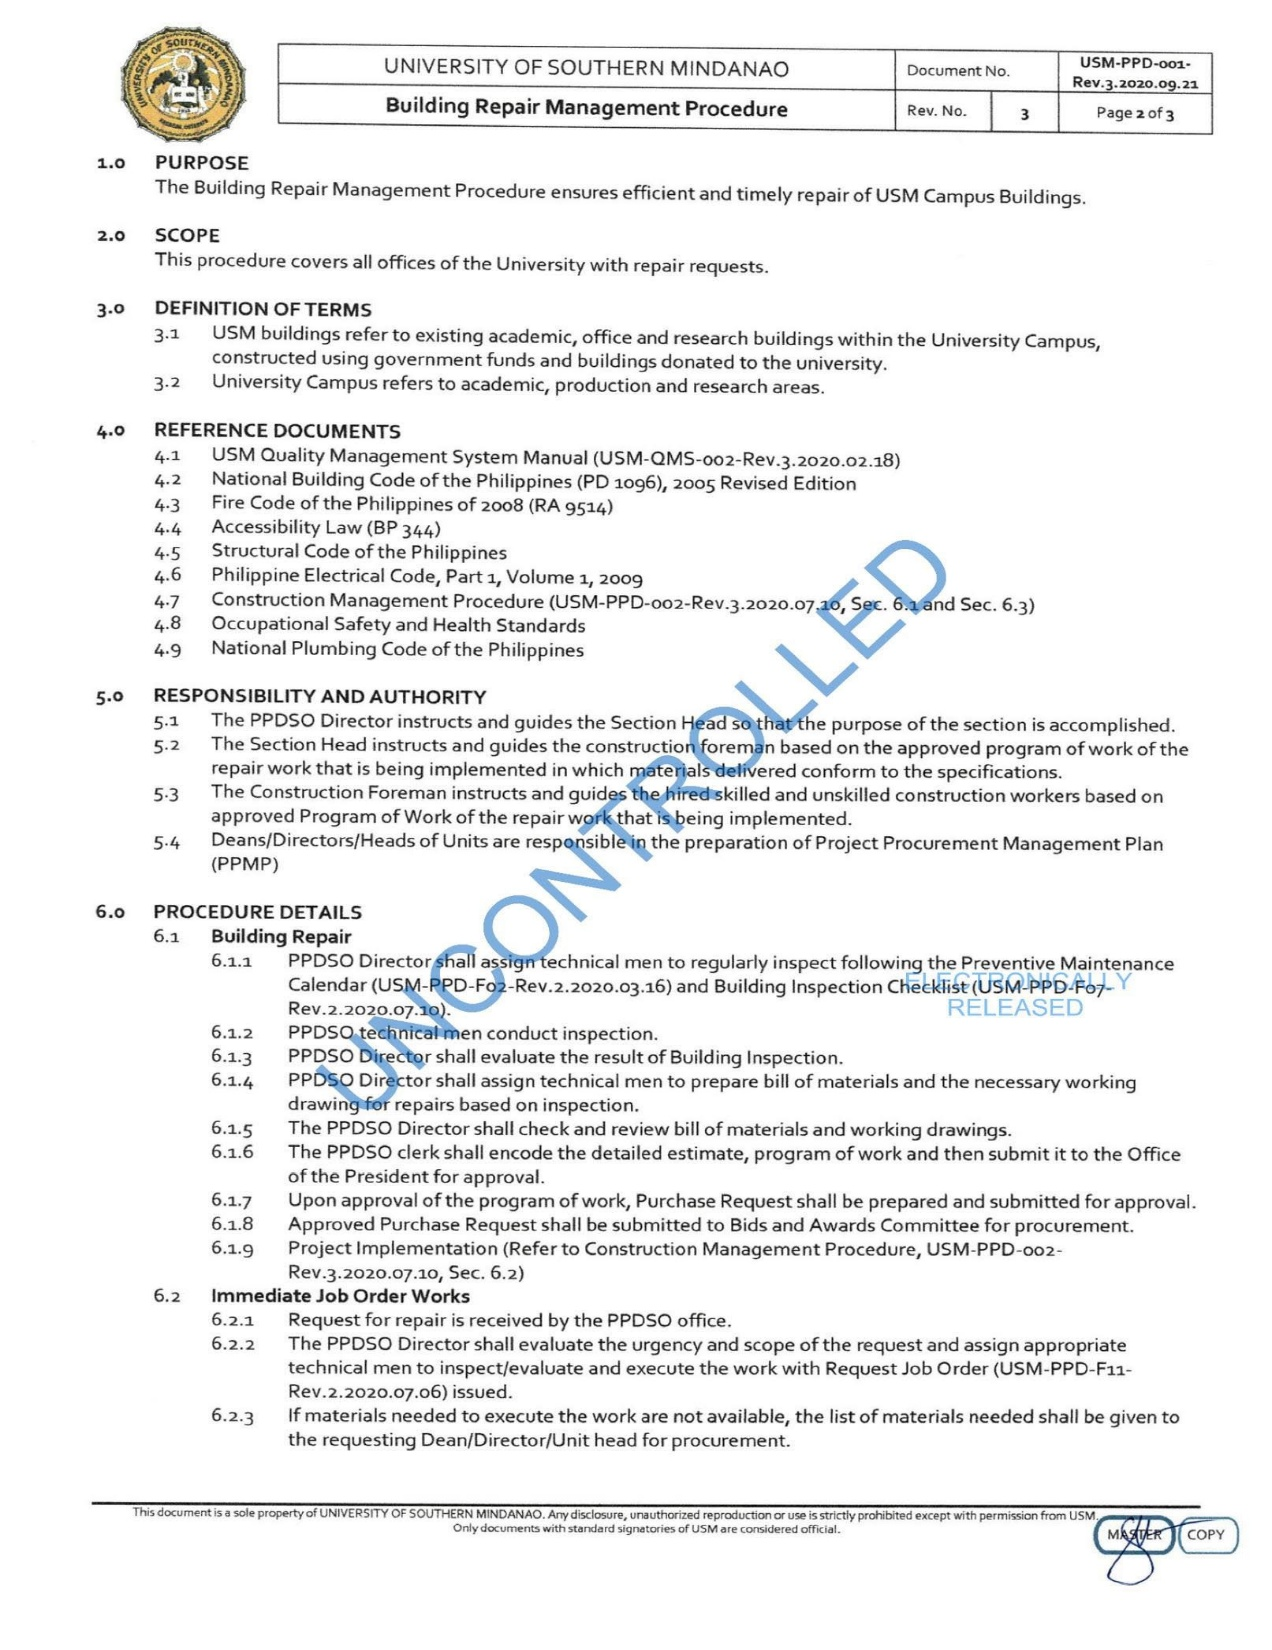 UNIVERSITY OF SOUTHERN MINDANAO
UNIVERSITY OF SOUTHERN MINDANAO
Document No.
USM-PPD-001-
Rev.3.2020.09.21
Building Repair Management Procedure
Rev. No.
3
Page 2 of 3
1.0 PURPOSE
The Building Repair Management Procedure ensures efficient and timely repair of USM Campus Buildings.
2.0 SCOPE
This procedure covers all offices of the University with repair requests.
3.0 DEFINITION OF TERMS
3.1 USM buildings refer to existing academic, office and research buildings within the University Campus,
constructed using government funds and buildings donated to the university.
3.2 University Campus refers to academic, production and research areas.
4.0 REFERENCE DOCUMENTS
4.1 USM Quality Management System Manual (USM-QMS-002-Rev.3.2020.02.18)
4.2 National Building Code of the Philippines (PD 1096), 2005 Revised Edition
4.3 Fire Code of the Philippines of 2008 (RA 9514)
4.4 Accessibility Law (BP 344)
4.5 Structural Code of the Philippines
4.6 Philippine Electrical Code, Part 1, Volume 1, 2009
4.7 Construction Management Procedure (USM-PPD-002-Rev.3.2020.07.10, Sec. 6.1 and Sec. 6.3)
4.8 Occupational Safety and Health Standards
4.9 National Plumbing Code of the Philippines
5.0 RESPONSIBILITY AND AUTHORITY
5.1 The PPDSO Director instructs and guides the Section Head so that the purpose of the section is accomplished.
5.2 The Section Head instructs and guides the construction foreman based on the approved program of work of the
repair work that is being implemented in which materials delivered conform to the specifications.
5.3 The Construction Foreman instructs and guides the hired skilled and unskilled construction workers based on
approved Program of Work of the repair work that is being implemented.
5.4 Deans/Directors/Heads of Units are responsible in the preparation of Project Procurement Management Plan
(PPMP)
6.0 PROCEDURE DETAILS
6.1 Building Repair
6.1.1 PPDSO Director shall assign technical men to regularly inspect following the Preventive Maintenance
Calendar (USM-PPD-F02-Rev.2.2020.03.16) and Building Inspection Checklist (USM-PPD-F07-
Rev.2.2020.07.10).
6.1.2 PPDSO technical men conduct inspection.
6.1.3 PPDSO Director shall evaluate the result of Building Inspection.
6.1.4 PPDSO Director shall assign technical men to prepare bill of materials and the necessary working
drawing for repairs based on inspection.
6.1.5 The PPDSO Director shall check and review bill of materials and working drawings.
6.1.6 The PPDSO clerk shall encode the detailed estimate, program of work and then submit it to the Office
of the President for approval.
6.1.7 Upon approval of the program of work, Purchase Request shall be prepared and submitted for approval.
6.1.8 Approved Purchase Request shall be submitted to Bids and Awards Committee for procurement.
6.1.9 Project Implementation (Refer to Construction Management Procedure, USM-PPD-002-
Rev.3.2020.07.10, Sec. 6.2)
6.2 Immediate Job Order Works
6.2.1 Request for repair is received by the PPDSO office.
6.2.2 The PPDSO Director shall evaluate the urgency and scope of the request and assign appropriate
technical men to inspect/evaluate and execute the work with Request Job Order (USM-PPD-F11-
Rev.2.2020.07.06) issued.
6.2.3 If materials needed to execute the work are not available, the list of materials needed shall be given to
the requesting Dean/Director/Unit head for procurement.
UNCONTROLLED
ELECTRONICALLY
RELEASED
This document is a sole property of UNIVERSITY OF SOUTHERN MINDANAO. Any disclosure, unauthorized reproduction or use is strictly prohibited except with permission from USM.
Only documents with standard signatories of USM are considered official.
MASTER COPY